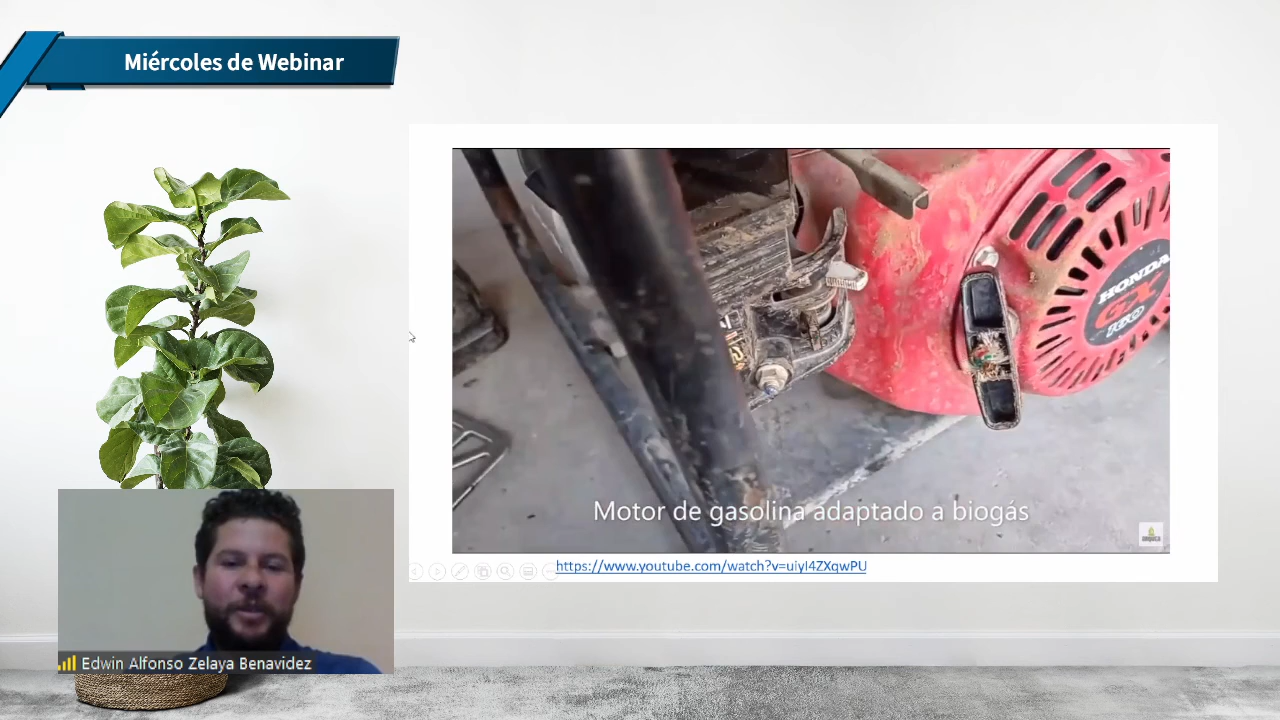 Miércoles de Webinar
HONDA
GX
Motor de gasolina adaptado a biogás
https://www.youtube.com/watch?v=uiyI4ZXqwPU
Edwin Alfonso Zelaya Benavidez